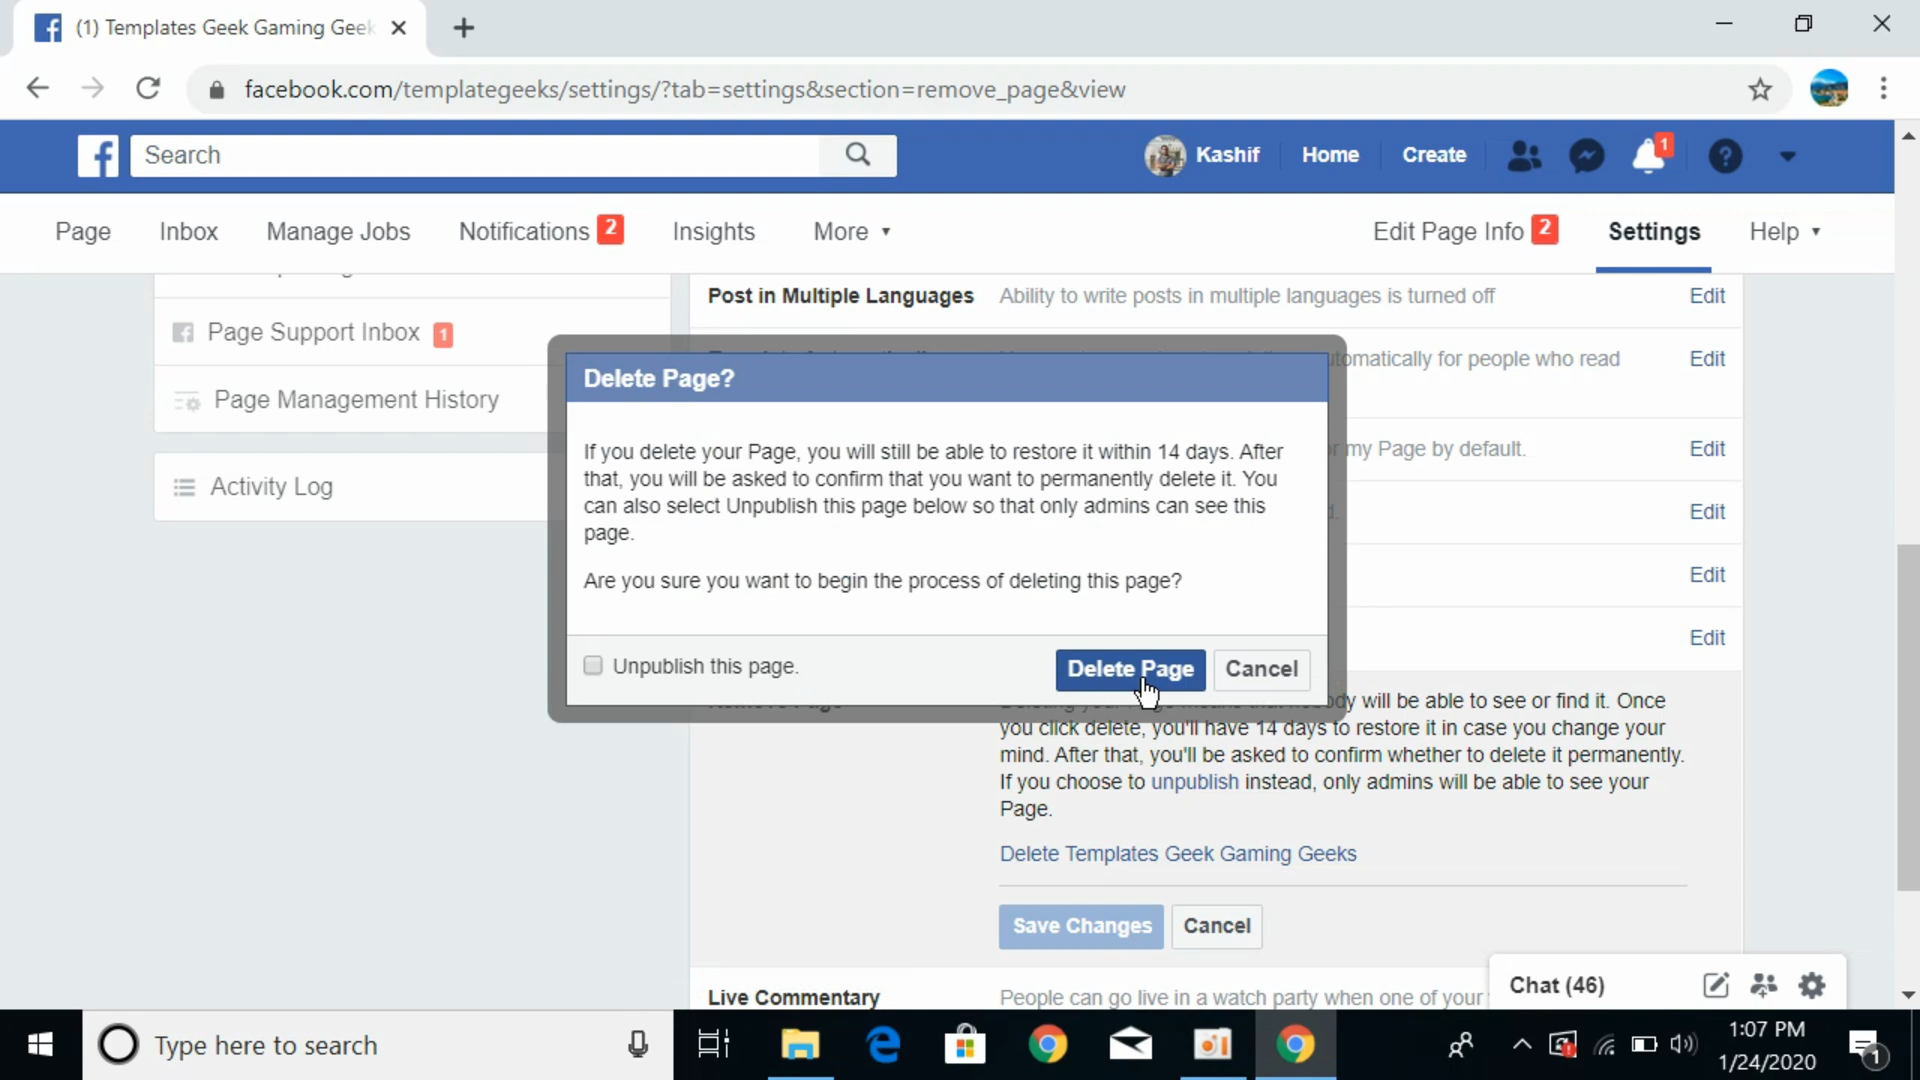 (1) Templates Geek Gaming Geek
facebook.com/templategeeks/settings/?tab=settings&section=remove_page&view
Search
Kashif
Home
Create
1
Page
Inbox
Manage Jobs
Notifications 2
Insights
More
Edit Page Info 2
Settings
Help
Page Support Inbox 1
Page Management History
Activity Log
Post in Multiple Languages Ability to write posts in multiple languages is turned off Edit
automatically for people who read Edit
my Page by default. Edit
Edit
Edit
Edit
Delete Page?
If you delete your Page, you will still be able to restore it within 14 days. After
that, you will be asked to confirm that you want to permanently delete it. You
can also select Unpublish this page below so that only admins can see this
page.
Are you sure you want to begin the process of deleting this page?
Unpublish this page.
Delete Page
Cancel
will be able to see or find it. Once
you click delete, you'll have 14 days to restore it in case you change your
mind. After that, you'll be asked to confirm whether to delete it permanently.
If you choose to unpublish instead, only admins will be able to see your
Page.
Delete Templates Geek Gaming Geeks
Save Changes
Cancel
Live Commentary People can go live in a watch party when one of your
Chat (46)
Type here to search
1:07 PM
1/24/2020
1